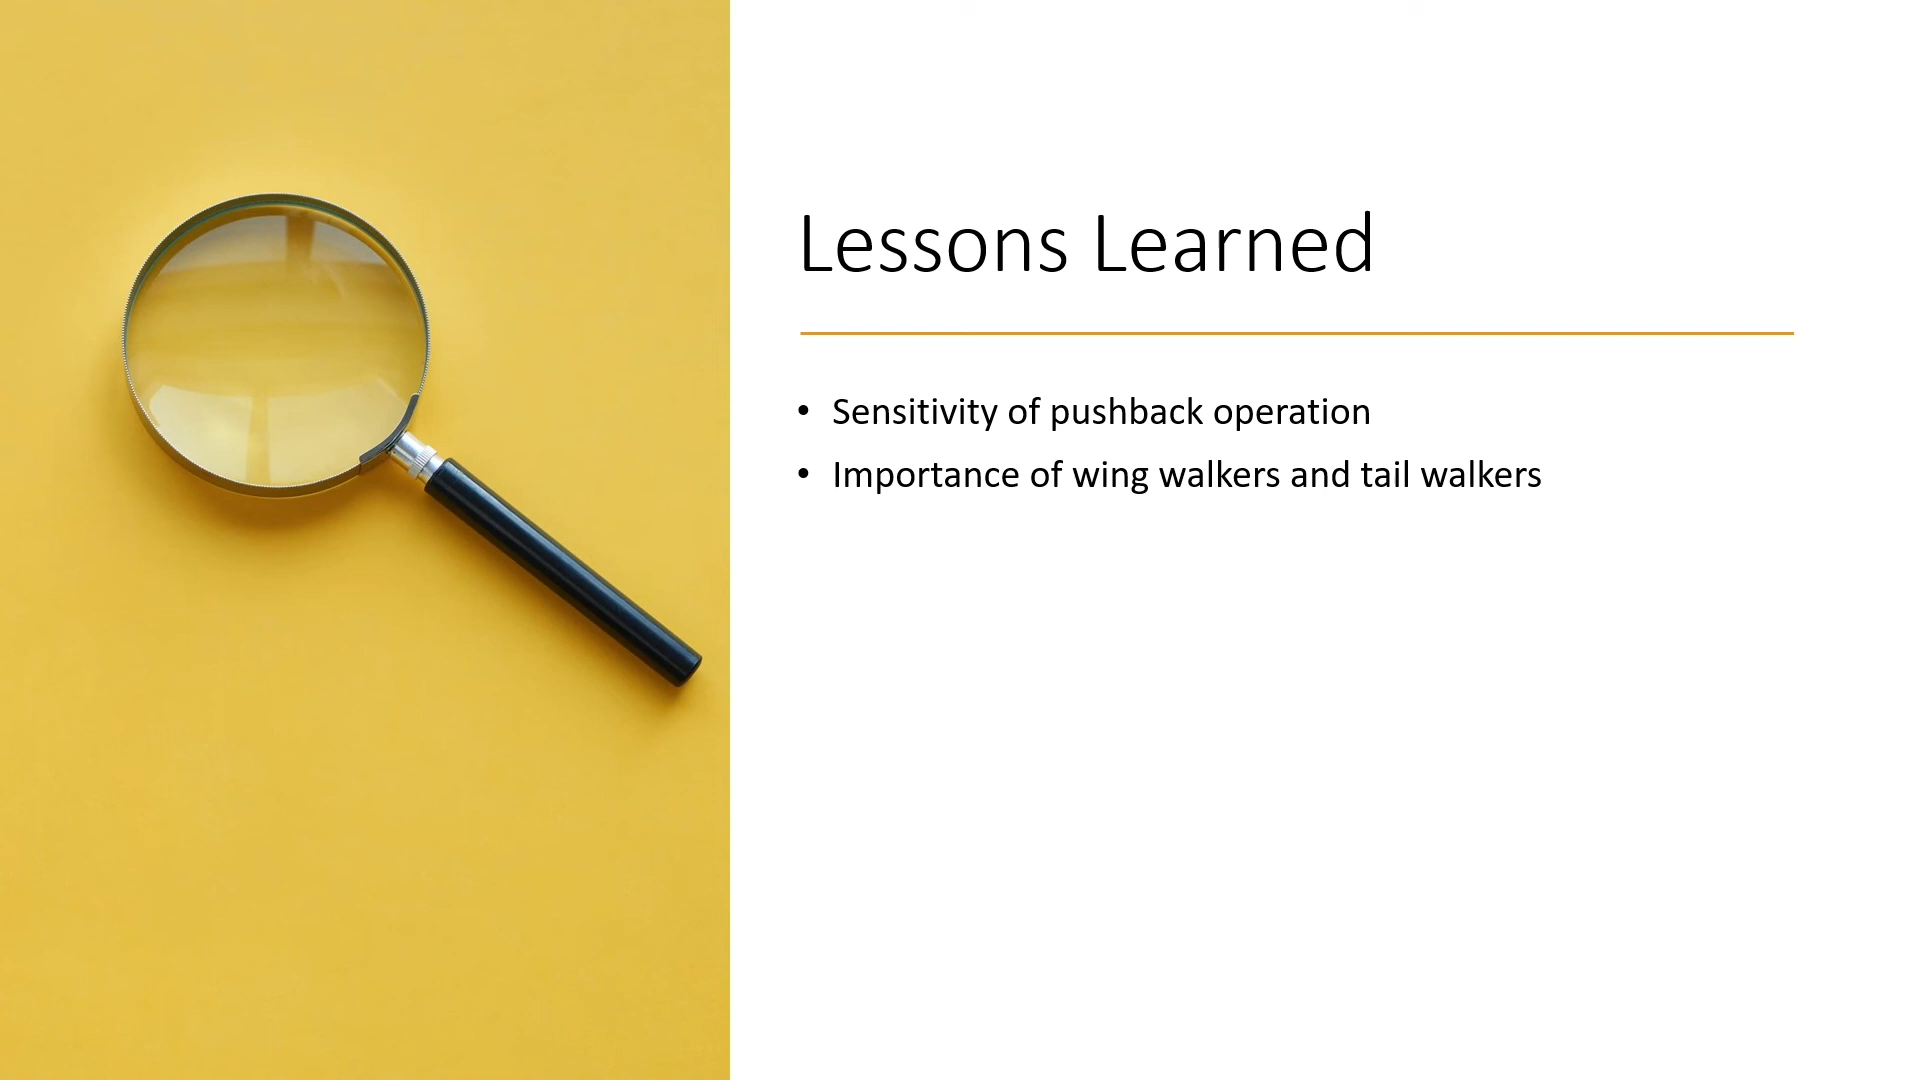 Lessons Learned
• Sensitivity of pushback operation
• Importance of wing walkers and tail walkers